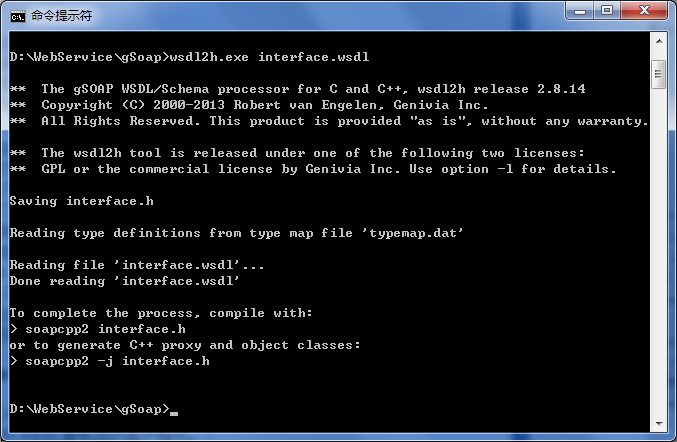 命令提示符
D:\WebService\gSoap>wsdl2h.exe interface.wsdl
**  The gSOAP WSDL/Schema processor for C and C++, wsdl2h release 2.8.14
**  Copyright (C) 2000-2013 Robert van Engelen, Genivia Inc.
**  All Rights Reserved. This product is provided "as is", without any warranty.
**  The wsdl2h tool is released under one of the following two licenses:
**  GPL or the commercial license by Genivia Inc. Use option -l for details.
Saving interface.h
Reading type definitions from type map file 'typemap.dat'
Reading file 'interface.wsdl'...
Done reading 'interface.wsdl'
To complete the process, compile with:
> soapcpp2 interface.h
or to generate C++ proxy and object classes:
> soapcpp2 -j interface.h
D:\WebService\gSoap>_